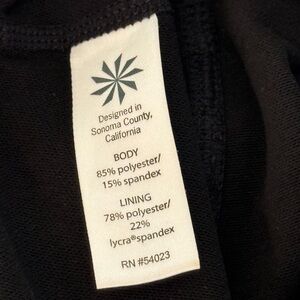 Designed in
Sonoma County,
California
BODY
85% polyester/
15% spandex
LINING
78% polyester/
22%
lycra®spandex
RN #54023